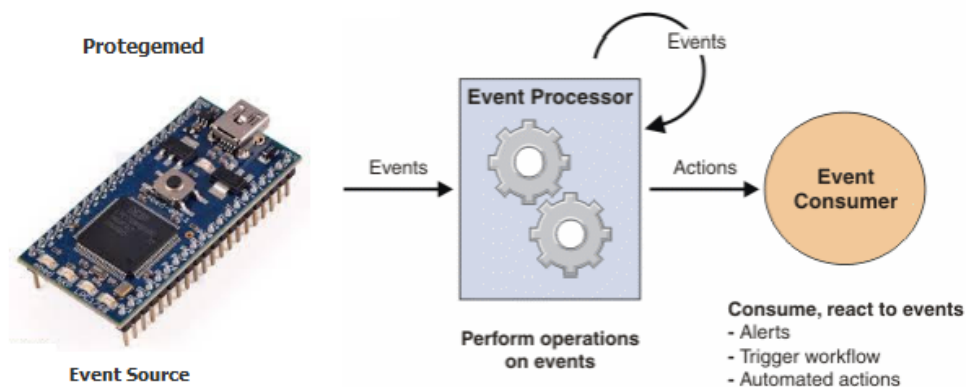 Protegemed
Event Source
Events
Event Processor
Events
Perform operations
on events
Actions
Event
Consumer
Consume, react to events
- Alerts
- Trigger workflow
- Automated actions